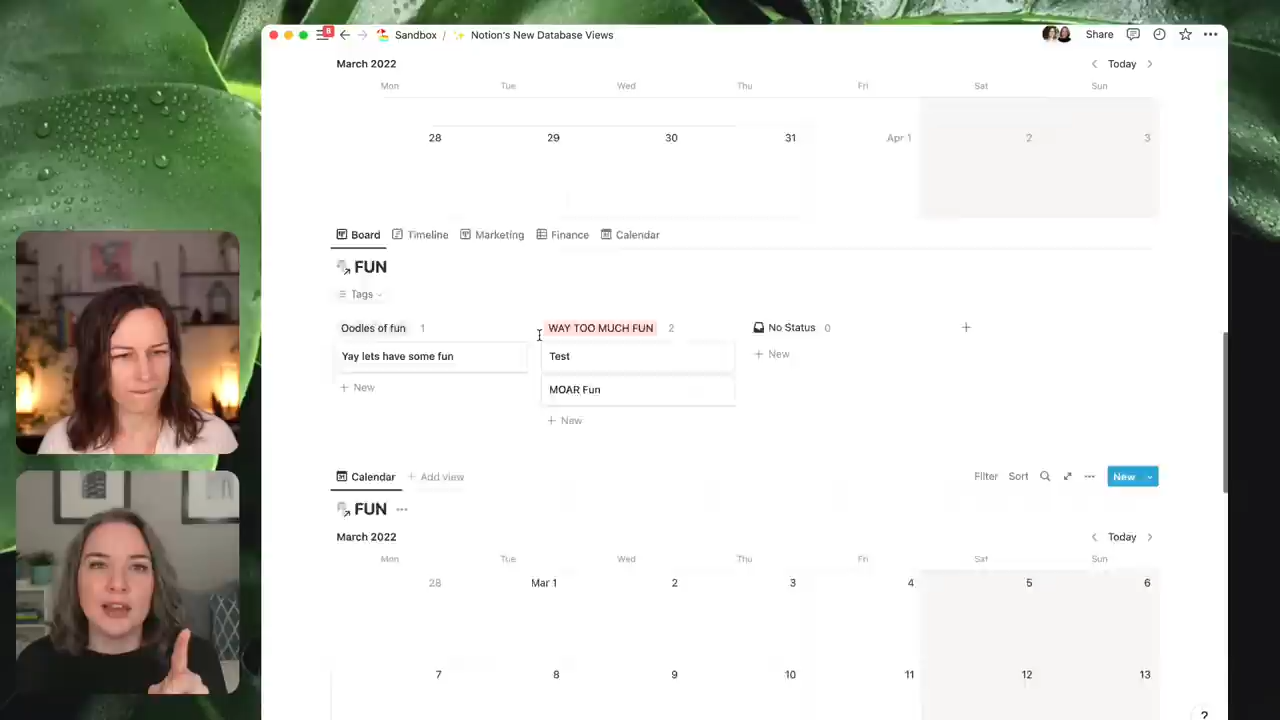 8
Sandbox / ✨ Notion's New Database Views
Share
March 2022
Today
Mon Tue Wed Thu Fri Sat Sun
28 29 30 31 Apr 1 2 3
Board Timeline Marketing Finance Calendar
FUN
Tags
Oodles of fun 1 WAY TOO MUCH FUN 2 No Status 0 +
Yay lets have some fun Test + New
+ New MOAR Fun
+ New
Calendar + Add view Filter Sort New
FUN ...
March 2022 Today
Mon Tue Wed Thu Fri Sat Sun
28 Mar 1 2 3 4 5 6
7 8 9 10 11 12 13
?